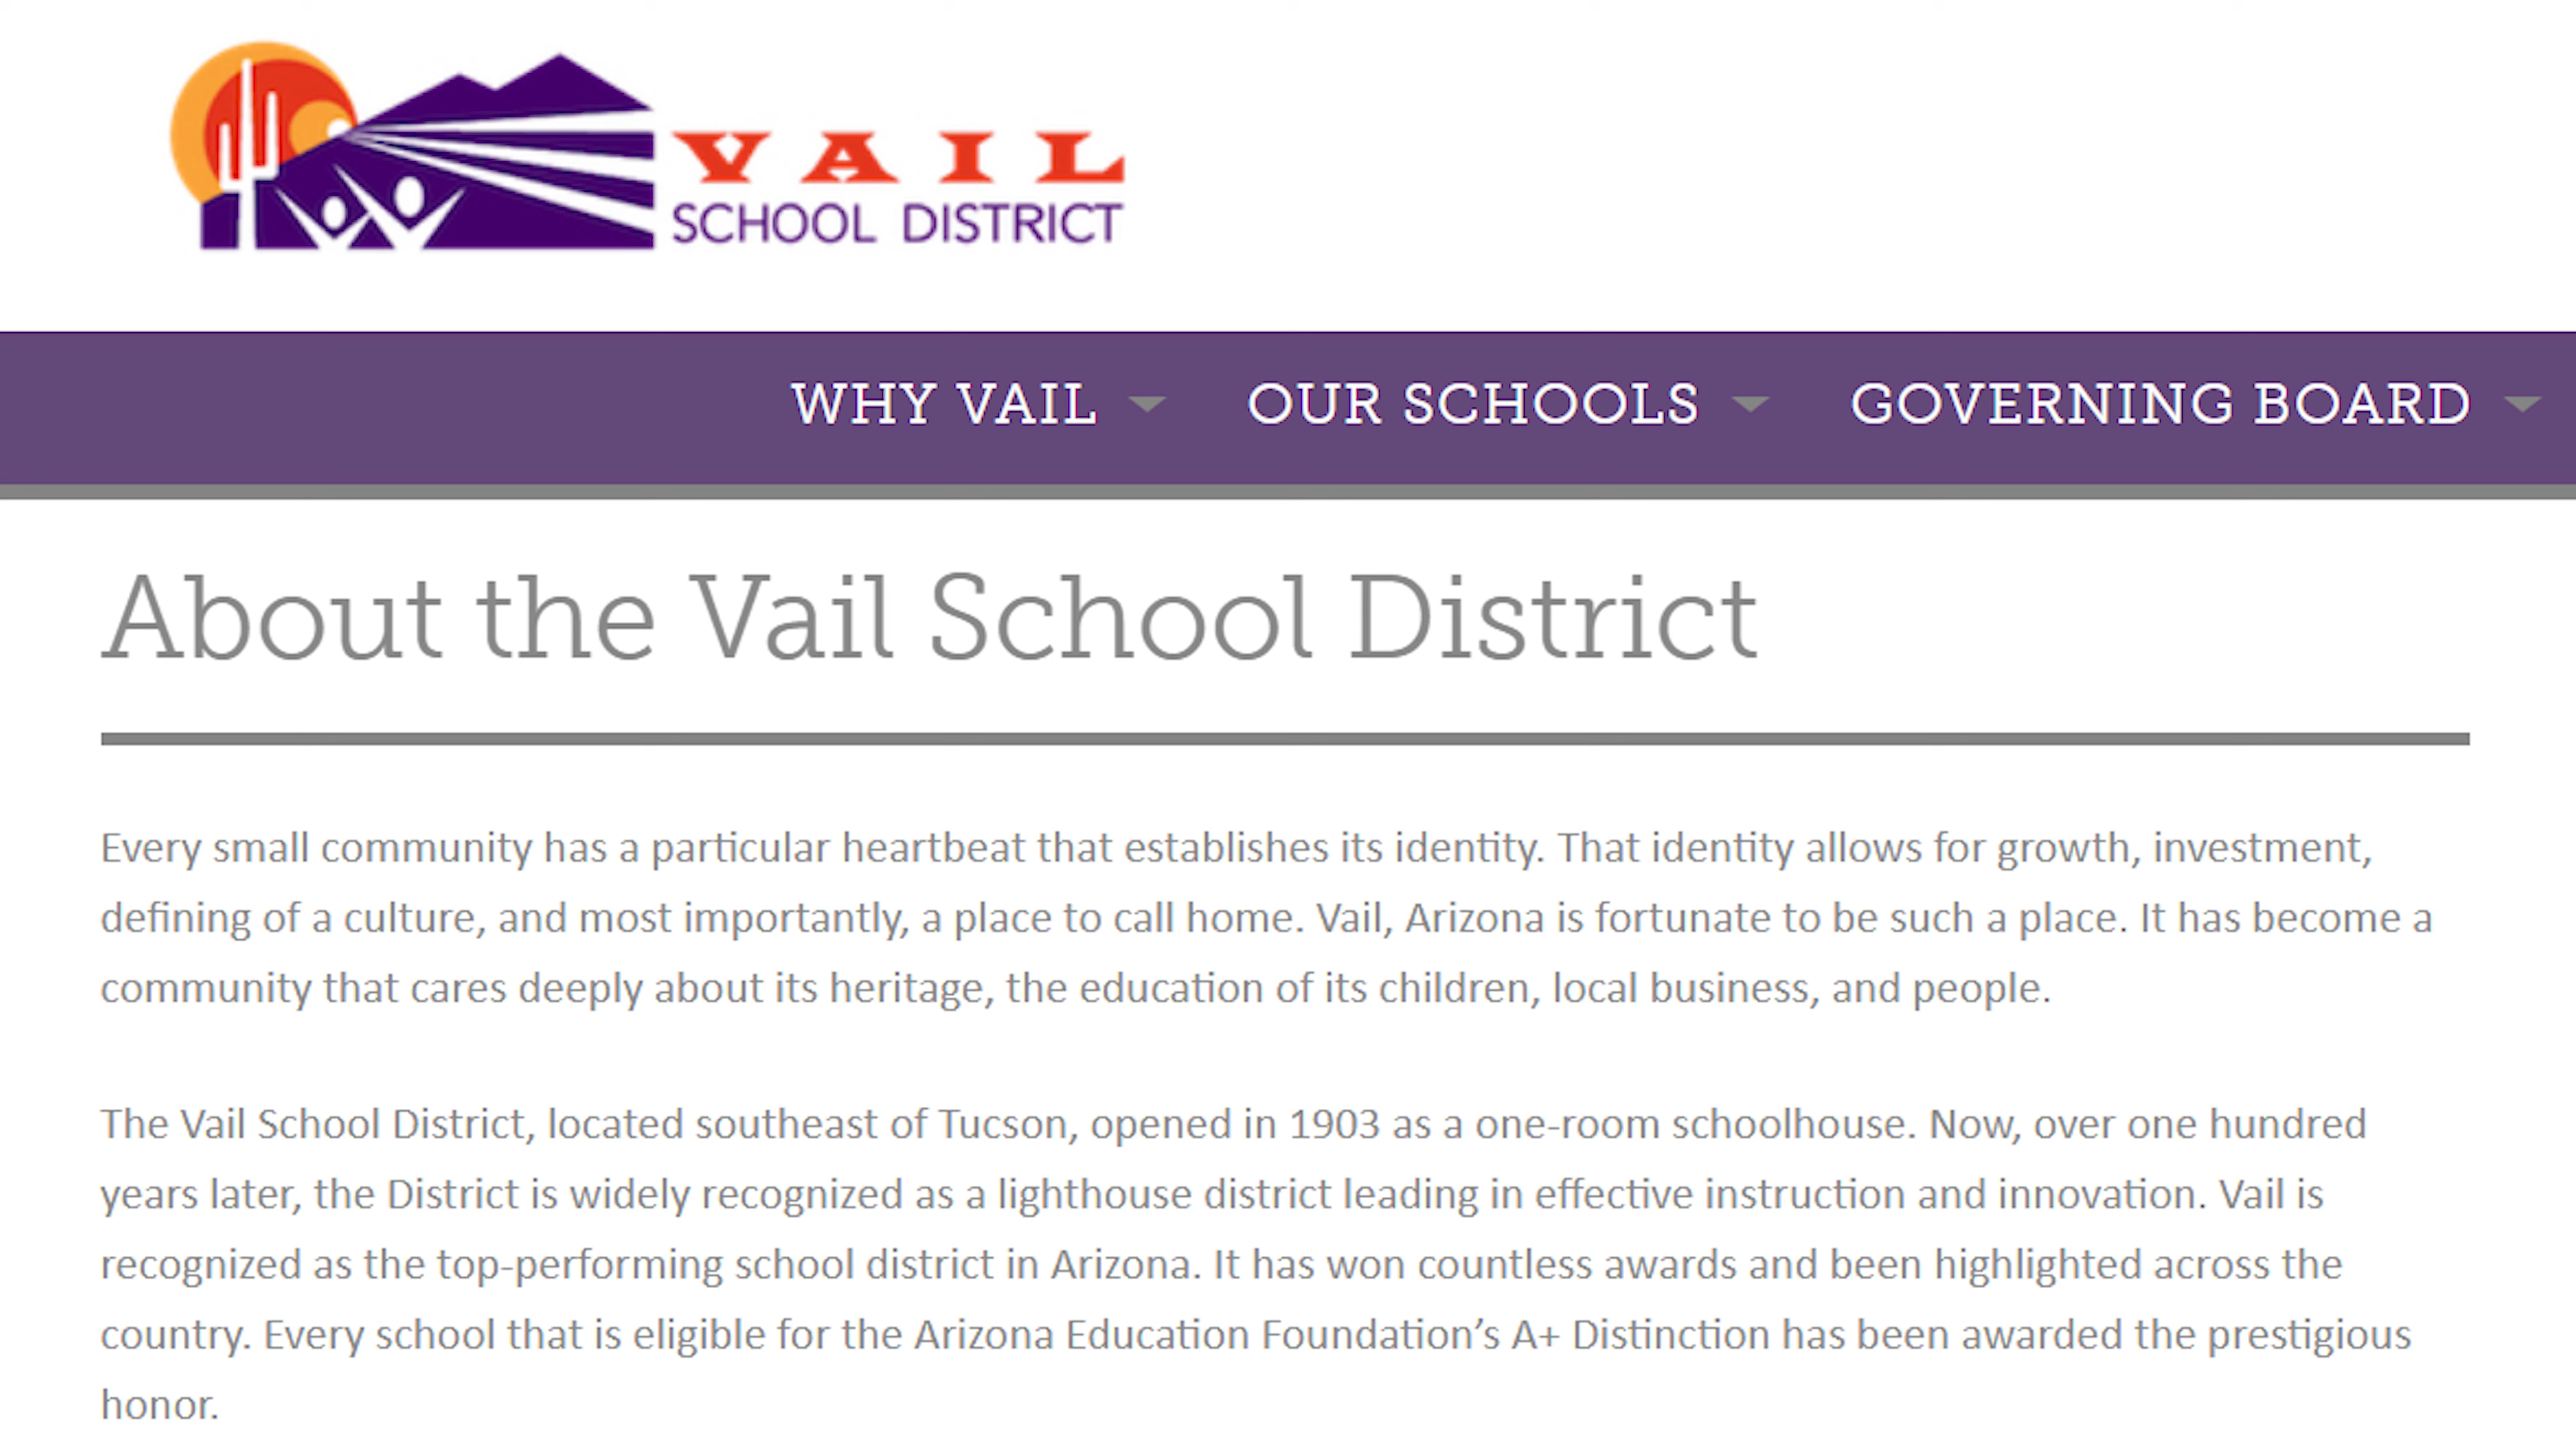 VAIL
SCHOOL DISTRICT
WHY VAIL OUR SCHOOLS GOVERNING BOARD
About the Vail School District
Every small community has a particular heartbeat that establishes its identity. That identity allows for growth, investment,
defining of a culture, and most importantly, a place to call home. Vail, Arizona is fortunate to be such a place. It has become a
community that cares deeply about its heritage, the education of its children, local business, and people.
The Vail School District, located southeast of Tucson, opened in 1903 as a one-room schoolhouse. Now, over one hundred
years later, the District is widely recognized as a lighthouse district leading in effective instruction and innovation. Vail is
recognized as the top-performing school district in Arizona. It has won countless awards and been highlighted across the
country. Every school that is eligible for the Arizona Education Foundation’s A+ Distinction has been awarded the prestigious
honor.